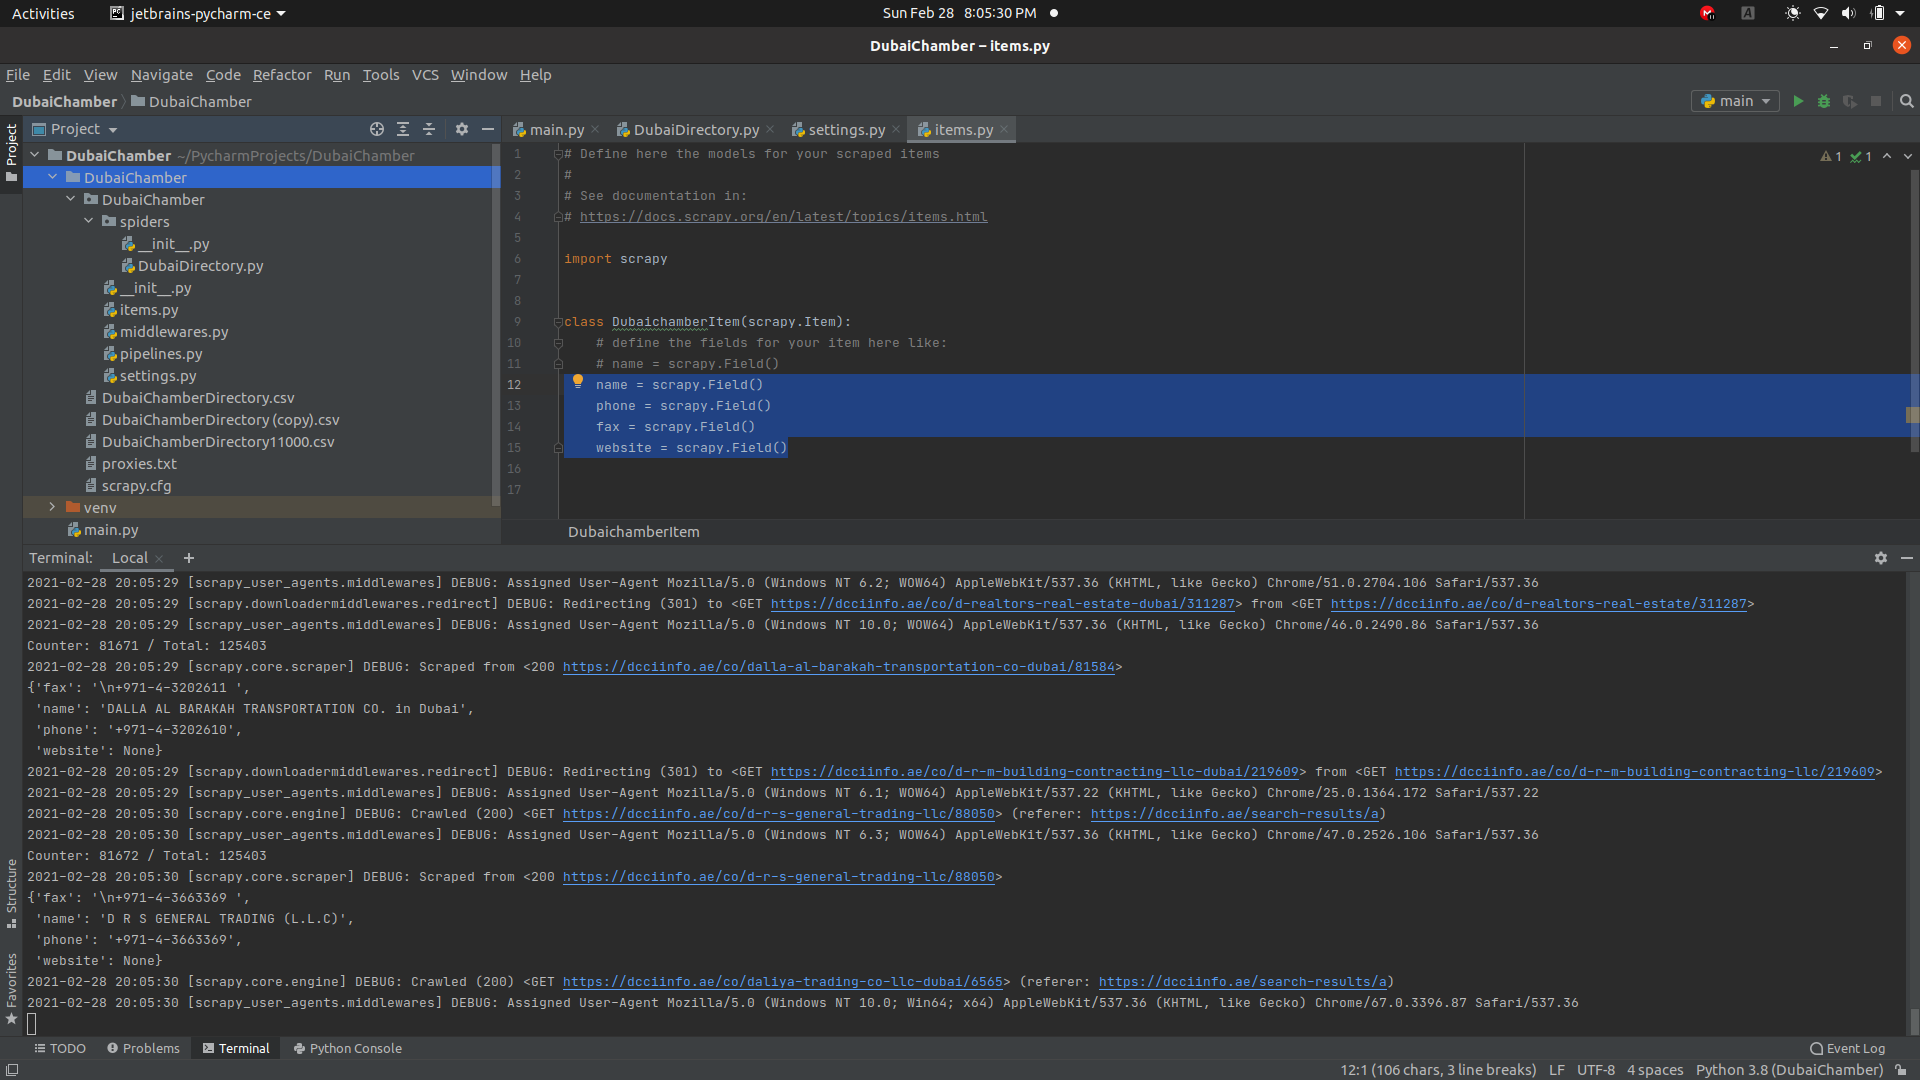 Activities jetbrains-pycharm-ce Sun Feb 28 8:05:30 PM A
DubaiChamber – items.py
File Edit View Navigate Code Refactor Run Tools VCS Window Help
DubaiChamber DubaiChamber main
Project main.py DubaiDirectory.py settings.py items.py
Project
DubaiChamber ~/PycharmProjects/DubaiChamber
DubaiChamber
DubaiChamber
spiders
__init__.py
DubaiDirectory.py
__init__.py
items.py
middlewares.py
pipelines.py
settings.py
DubaiChamberDirectory.csv
DubaiChamberDirectory (copy).csv
DubaiChamberDirectory11000.csv
proxies.txt
scrapy.cfg
venv
main.py
1 # Define here the models for your scraped items
2 #
3 # See documentation in:
4 # https://docs.scrapy.org/en/latest/topics/items.html
5
6 import scrapy
7
8
9 class DubaichamberItem(scrapy.Item):
10 # define the fields for your item here like:
11 # name = scrapy.Field()
12 name = scrapy.Field()
13 phone = scrapy.Field()
14 fax = scrapy.Field()
15 website = scrapy.Field()
16
17
1 1
DubaichamberItem
Terminal: Local +
2021-02-28 20:05:29 [scrapy_user_agents.middlewares] DEBUG: Assigned User-Agent Mozilla/5.0 (Windows NT 6.2; WOW64) AppleWebKit/537.36 (KHTML, like Gecko) Chrome/51.0.2704.106 Safari/537.36
2021-02-28 20:05:29 [scrapy.downloadermiddlewares.redirect] DEBUG: Redirecting (301) to <GET https://dcciinfo.ae/co/d-realtors-real-estate-dubai/311287> from <GET https://dcciinfo.ae/co/d-realtors-real-estate/311287>
2021-02-28 20:05:29 [scrapy_user_agents.middlewares] DEBUG: Assigned User-Agent Mozilla/5.0 (Windows NT 10.0; WOW64) AppleWebKit/537.36 (KHTML, like Gecko) Chrome/46.0.2490.86 Safari/537.36
Counter: 81671 / Total: 125403
2021-02-28 20:05:29 [scrapy.core.scraper] DEBUG: Scraped from <200 https://dcciinfo.ae/co/dalla-al-barakah-transportation-co-dubai/81584>
{'fax': '\n+971-4-3202611 ',
'name': 'DALLA AL BARAKAH TRANSPORTATION CO. in Dubai',
'phone': '+971-4-3202610',
'website': None}
2021-02-28 20:05:29 [scrapy.downloadermiddlewares.redirect] DEBUG: Redirecting (301) to <GET https://dcciinfo.ae/co/d-r-m-building-contracting-llc-dubai/219609> from <GET https://dcciinfo.ae/co/d-r-m-building-contracting-llc/219609>
2021-02-28 20:05:29 [scrapy_user_agents.middlewares] DEBUG: Assigned User-Agent Mozilla/5.0 (Windows NT 6.1; WOW64) AppleWebKit/537.22 (KHTML, like Gecko) Chrome/25.0.1364.172 Safari/537.22
2021-02-28 20:05:30 [scrapy.core.engine] DEBUG: Crawled (200) <GET https://dcciinfo.ae/co/d-r-s-general-trading-llc/88050> (referer: https://dcciinfo.ae/search-results/a)
2021-02-28 20:05:30 [scrapy_user_agents.middlewares] DEBUG: Assigned User-Agent Mozilla/5.0 (Windows NT 6.3; WOW64) AppleWebKit/537.36 (KHTML, like Gecko) Chrome/47.0.2526.106 Safari/537.36
Counter: 81672 / Total: 125403
2021-02-28 20:05:30 [scrapy.core.scraper] DEBUG: Scraped from <200 https://dcciinfo.ae/co/d-r-s-general-trading-llc/88050>
{'fax': '\n+971-4-3663369 ',
'name': 'D R S GENERAL TRADING (L.L.C)',
'phone': '+971-4-3663369',
'website': None}
2021-02-28 20:05:30 [scrapy.core.engine] DEBUG: Crawled (200) <GET https://dcciinfo.ae/co/daliya-trading-co-llc-dubai/6565> (referer: https://dcciinfo.ae/search-results/a)
2021-02-28 20:05:30 [scrapy_user_agents.middlewares] DEBUG: Assigned User-Agent Mozilla/5.0 (Windows NT 10.0; Win64; x64) AppleWebKit/537.36 (KHTML, like Gecko) Chrome/67.0.3396.87 Safari/537.36
Structure
Favorites
TODO Problems Terminal Python Console Event Log
12:1 (106 chars, 3 line breaks) LF UTF-8 4 spaces Python 3.8 (DubaiChamber)